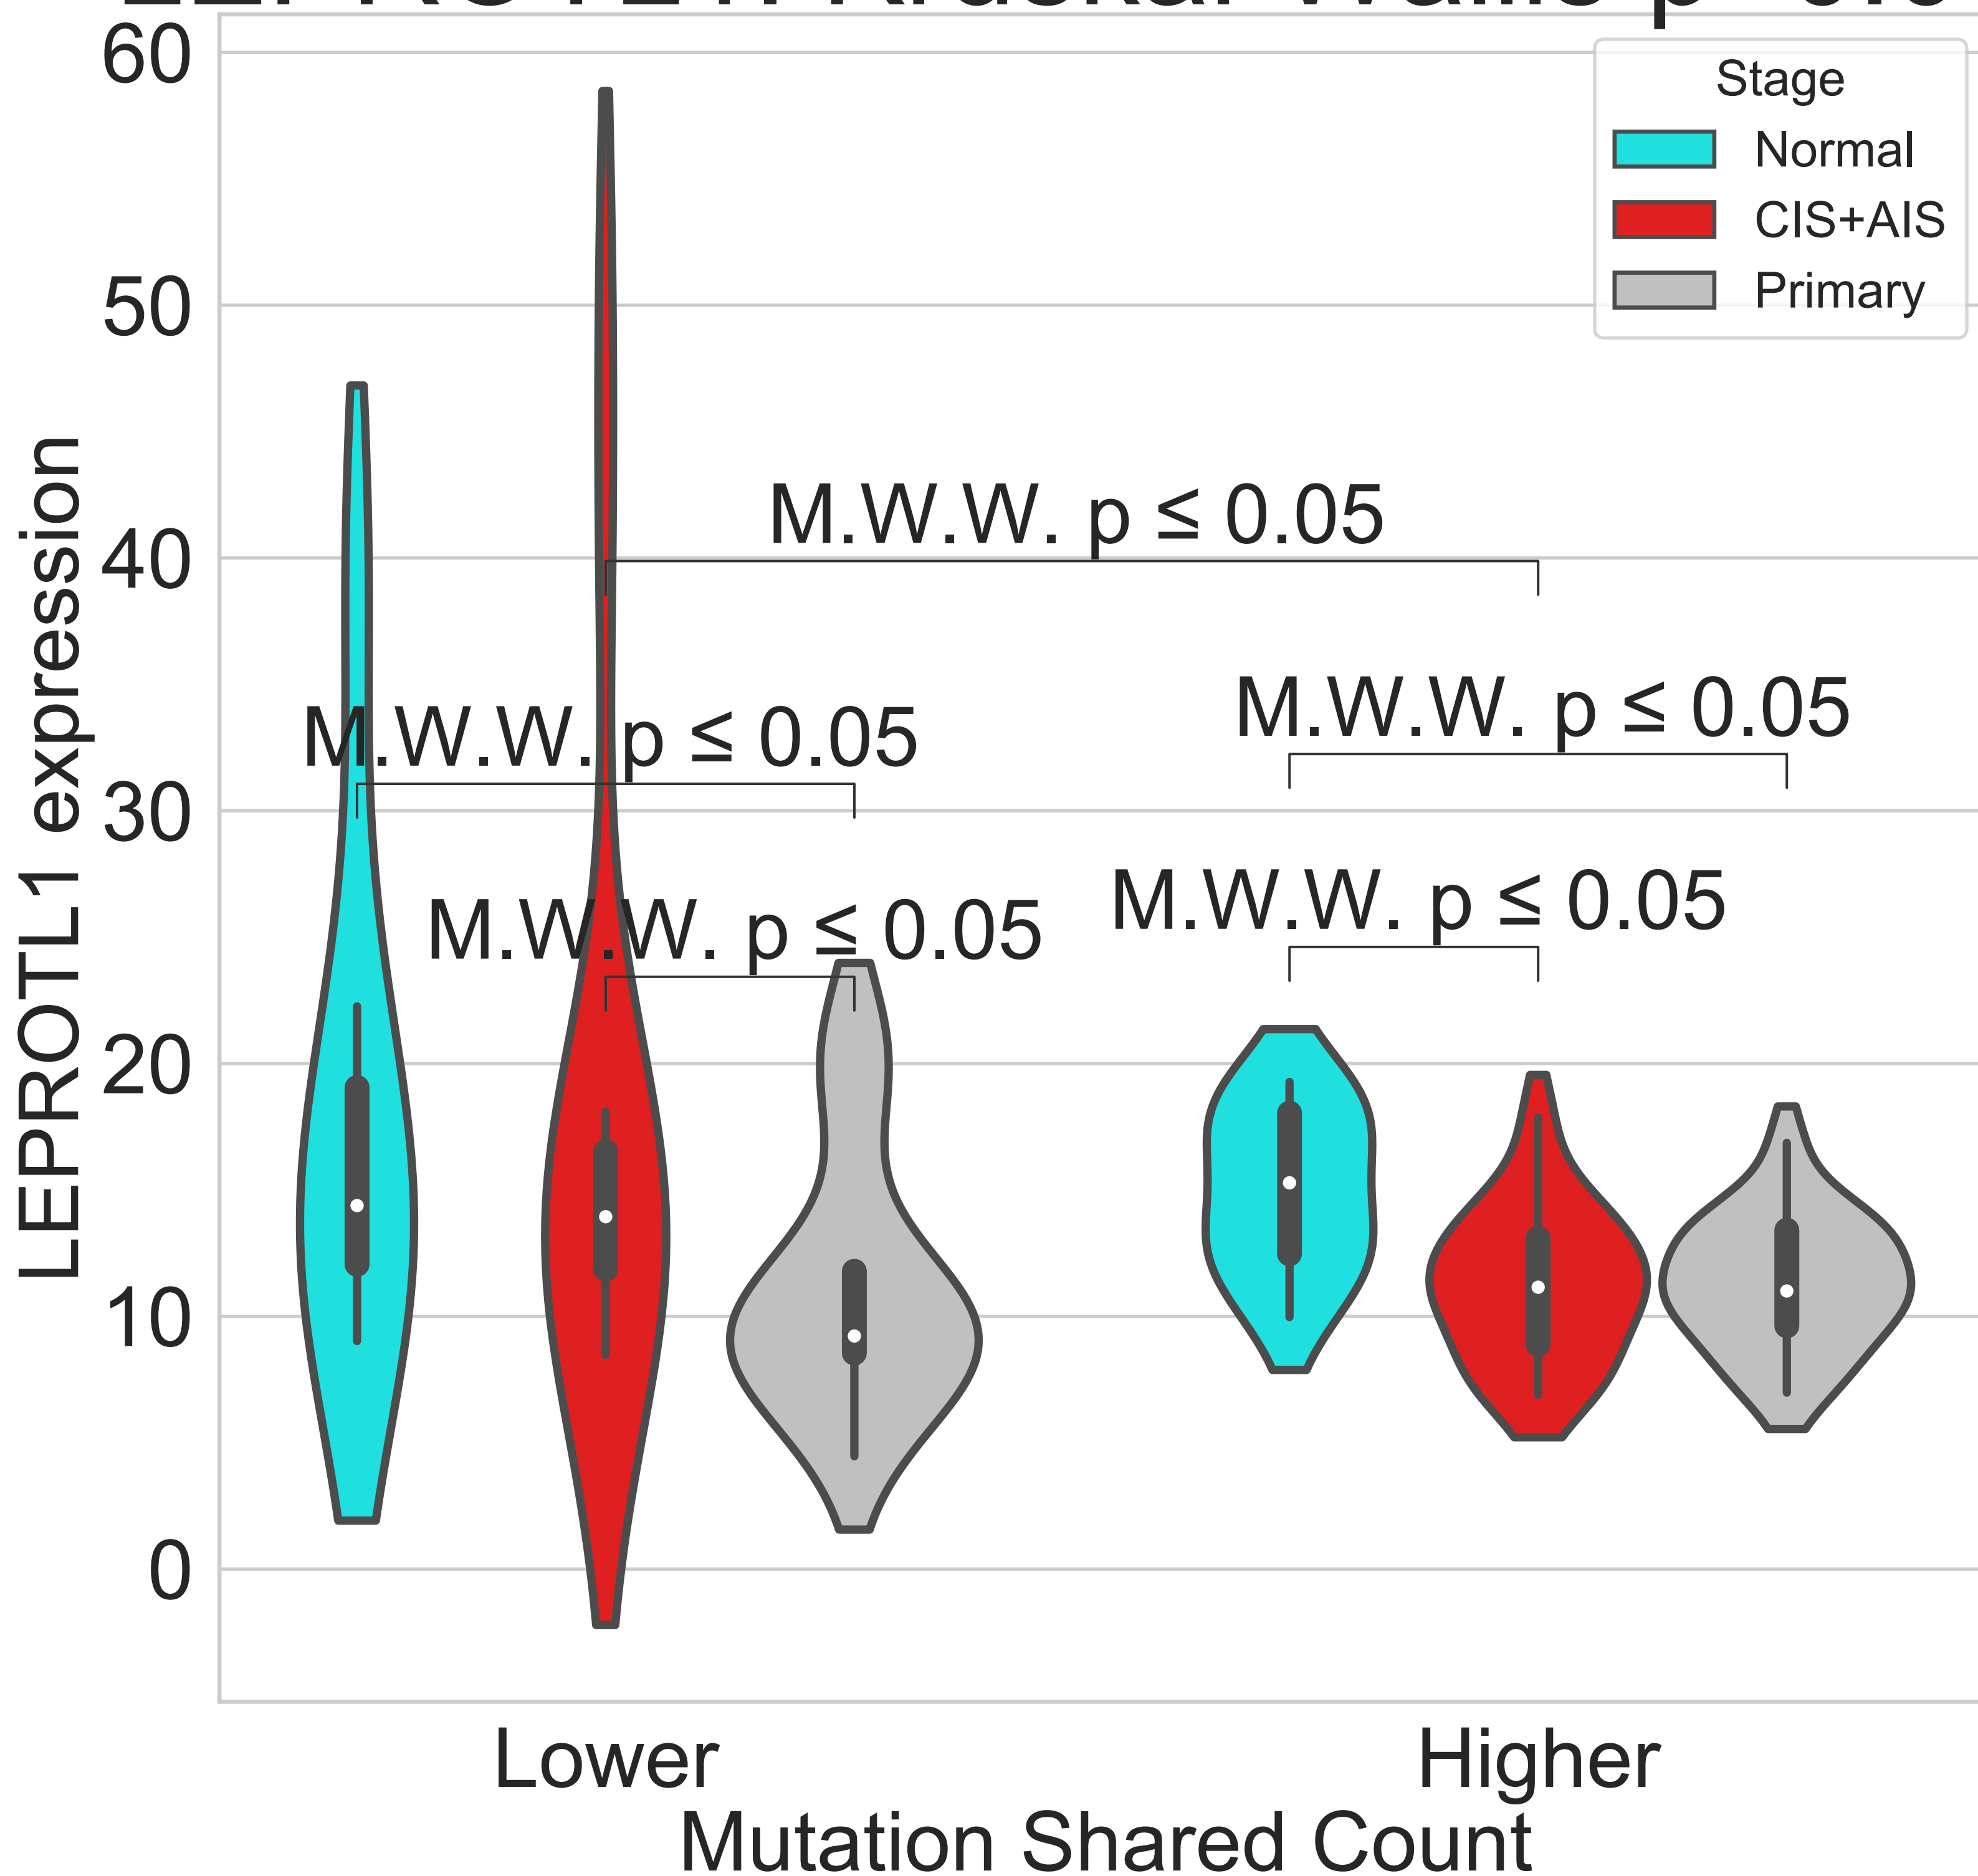 60
50
40
30
20
10
0
LEPROTL1 expression
Stage
Normal
CIS+AIS
Primary
M.W.W. p ≤ 0.05
M.W.W. p ≤ 0.05
M.W.W. p ≤ 0.05
M.W.W. p ≤ 0.05
M.W.W. p ≤ 0.05
Lower
Higher
Mutation Shared Count